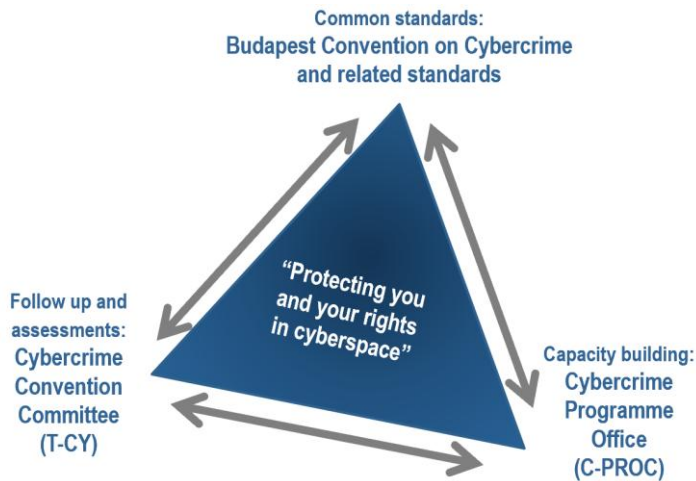 Common standards:
Budapest Convention on Cybercrime
and related standards
“Protecting you
and your rights
in cyberspace”
Follow up and
assessments:
Cybercrime
Convention
Committee
(T-CY)
Capacity building:
Cybercrime
Programme
Office
(C-PROC)